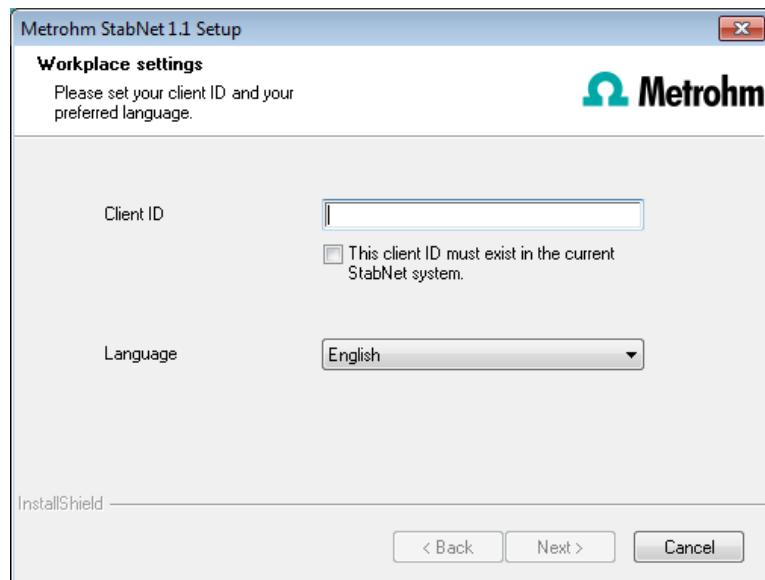 Metrohm StabNet 1.1 Setup
Workplace settings
Please set your client ID and your
preferred language.
Metrohm
Client ID
This client ID must exist in the current
StabNet system.
Language
English
InstallShield
< Back
Next >
Cancel